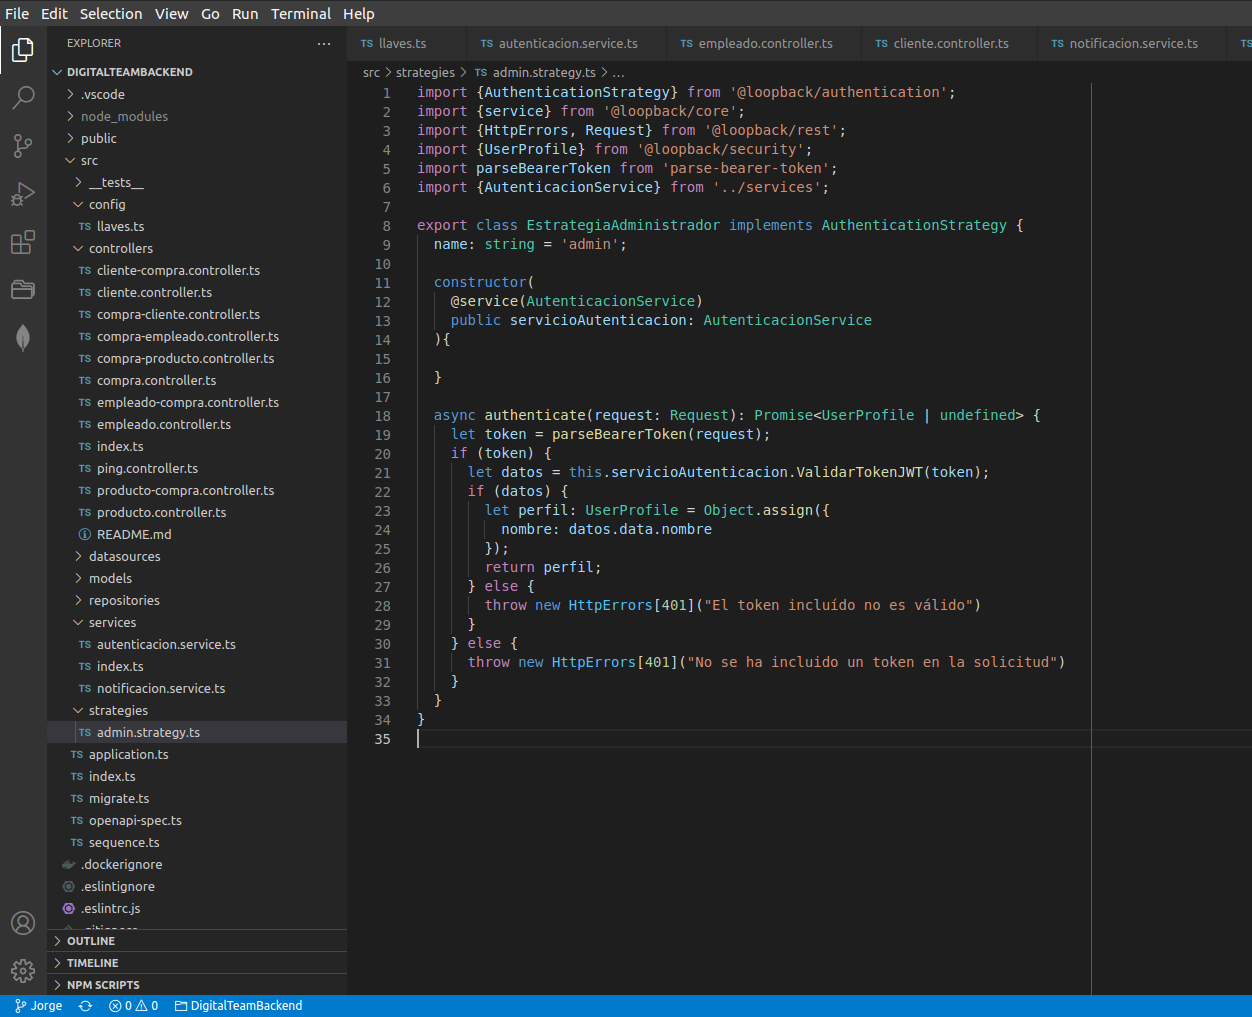 File Edit Selection View Go Run Terminal Help
EXPLORER ...
TS llaves.ts TS autenticacion.service.ts TS empleado.controller.ts TS cliente.controller.ts TS notificacion.service.ts TS
DIGITALTEAMBACKEND
.vscode
node_modules
public
src
__tests__
config
TS llaves.ts
controllers
TS cliente-compra.controller.ts
TS cliente.controller.ts
TS compra-cliente.controller.ts
TS compra-empleado.controller.ts
TS compra-producto.controller.ts
TS compra.controller.ts
TS empleado-compra.controller.ts
TS empleado.controller.ts
TS index.ts
TS ping.controller.ts
TS producto-compra.controller.ts
TS producto.controller.ts
README.md
datasources
models
repositories
services
TS autenticacion.service.ts
TS index.ts
TS notificacion.service.ts
strategies
TS admin.strategy.ts
TS application.ts
TS index.ts
TS migrate.ts
TS openapi-spec.ts
TS sequence.ts
.dockerignore
.eslintignore
.eslintrc.js
OUTLINE
TIMELINE
NPM SCRIPTS
src > strategies > TS admin.strategy.ts > ...
1 import {AuthenticationStrategy} from '@loopback/authentication';
2 import {service} from '@loopback/core';
3 import {HttpErrors, Request} from '@loopback/rest';
4 import {UserProfile} from '@loopback/security';
5 import parseBearerToken from 'parse-bearer-token';
6 import {AutenticacionService} from '../services';
7
8 export class EstrategiaAdministrador implements AuthenticationStrategy {
9 name: string = 'admin';
10
11 constructor(
12 @service(AutenticacionService)
13 public servicioAutenticacion: AutenticacionService
14 ){
15
16 }
17
18 async authenticate(request: Request): Promise<UserProfile | undefined> {
19 let token = parseBearerToken(request);
20 if (token) {
21 let datos = this.servicioAutenticacion.ValidarTokenJWT(token);
22 if (datos) {
23 let perfil: UserProfile = Object.assign({
24 nombre: datos.data.nombre
25 });
26 return perfil;
27 } else {
28 throw new HttpErrors[401]("El token incluído no es válido")
29 }
30 } else {
31 throw new HttpErrors[401]("No se ha incluido un token en la solicitud")
32 }
33 }
34 }
35
Jorge 0 0 DigitalTeamBackend